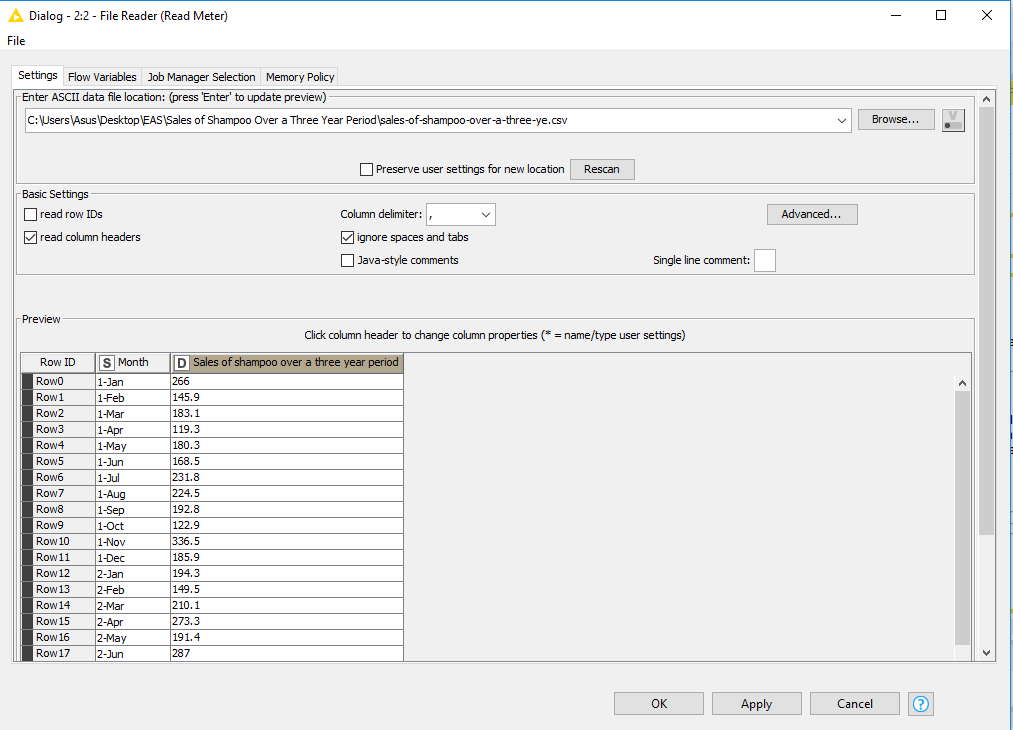 Dialog - 2:2 - File Reader (Read Meter)
File
Settings Flow Variables Job Manager Selection Memory Policy
Enter ASCII data file location: (press 'Enter' to update preview)
C:\Users\Asus\Desktop\EAS\Sales of Shampoo Over a Three Year Period\sales-of-shampoo-over-a-three-ye.csv Browse... V
Preserve user settings for new location Rescan
Basic Settings
read row IDs Column delimiter: , Advanced...
read column headers ignore spaces and tabs
Java-style comments Single line comment:
Preview
Click column header to change column properties (* = name/type user settings)
Row ID S Month D Sales of shampoo over a three year period
Row0 1-Jan 266
Row1 1-Feb 145.9
Row2 1-Mar 183.1
Row3 1-Apr 119.3
Row4 1-May 180.3
Row5 1-Jun 168.5
Row6 1-Jul 231.8
Row7 1-Aug 224.5
Row8 1-Sep 192.8
Row9 1-Oct 122.9
Row10 1-Nov 336.5
Row11 1-Dec 185.9
Row12 2-Jan 194.3
Row13 2-Feb 149.5
Row14 2-Mar 210.1
Row15 2-Apr 273.3
Row16 2-May 191.4
Row17 2-Jun 287
OK Apply Cancel ?